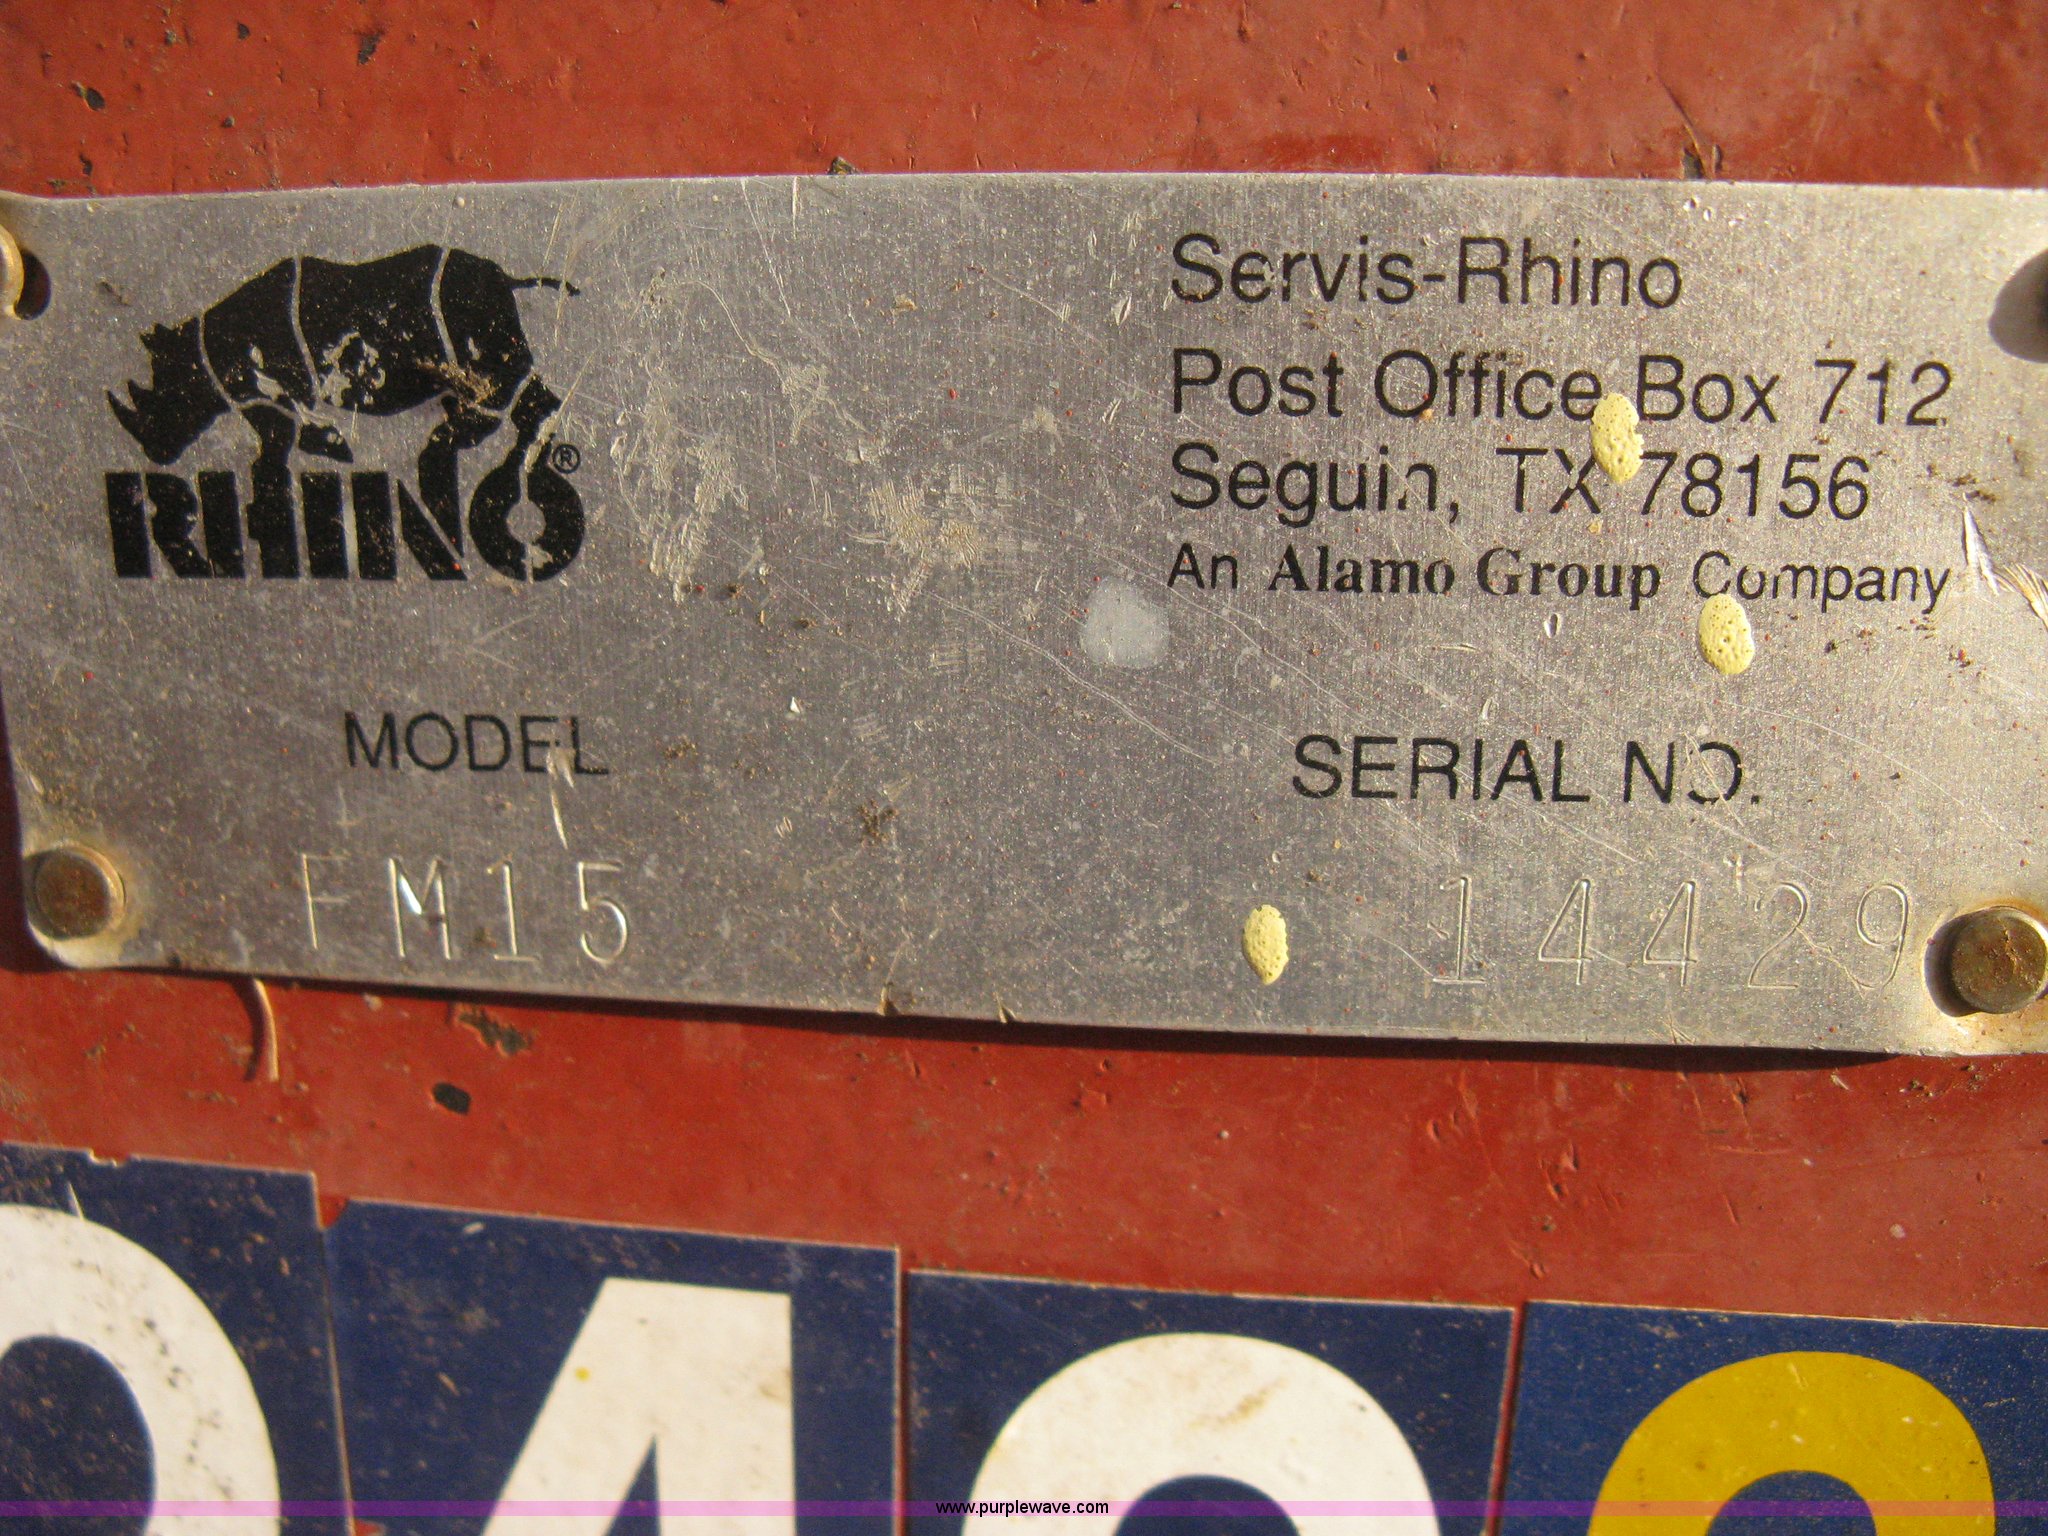 RHINO®
Servis-Rhino
Post Office Box 712
Seguin, TX 78156
An Alamo Group Company
MODEL
SERIAL NO.
FM15
14429
www.purplewave.com